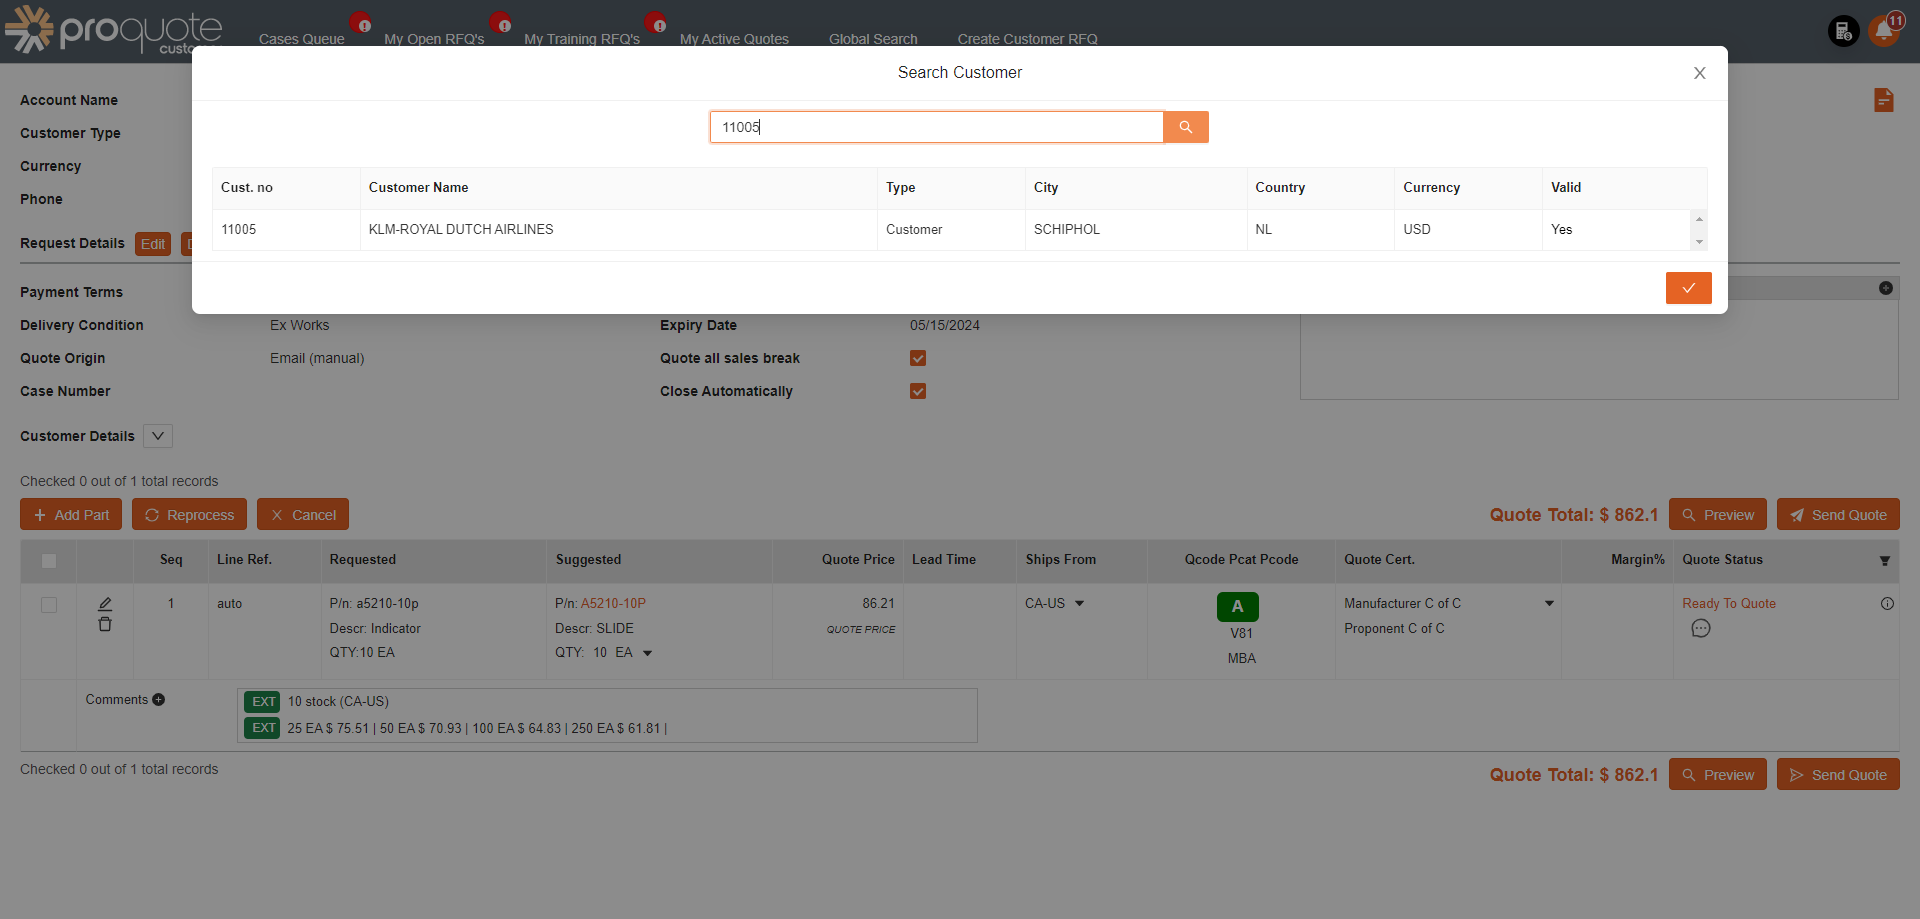 proquote
Cases Queue
My Open RFQ's
My Training RFQ's
My Active Quotes
Global Search
Create Customer RFQ
11
Search Customer
11005
Cust. no Customer Name Type City Country Currency Valid
11005 KLM-ROYAL DUTCH AIRLINES Customer SCHIPHOL NL USD Yes
Account Name
Customer Type
Currency
Phone
Request Details Edit
Payment Terms
Delivery Condition Ex Works Expiry Date 05/15/2024
Quote Origin Email (manual) Quote all sales break
Case Number Close Automatically
Customer Details
Checked 0 out of 1 total records
Add Part Reprocess Cancel Quote Total: $ 862.1 Preview Send Quote
Seq Line Ref. Requested Suggested Quote Price Lead Time Ships From Qcode Pcat Pcode Quote Cert. Margin% Quote Status
1 auto P/n: a5210-10p P/n: A5210-10P 86.21 CA-US A Manufacturer C of C Ready To Quote
Descr: Indicator Descr: SLIDE QUOTE PRICE V81 Proponent C of C
QTY:10 EA QTY: 10 EA MBA
Comments EXT 10 stock (CA-US)
EXT 25 EA $ 75.51 | 50 EA $ 70.93 | 100 EA $ 64.83 | 250 EA $ 61.81 |
Checked 0 out of 1 total records
Quote Total: $ 862.1 Preview Send Quote